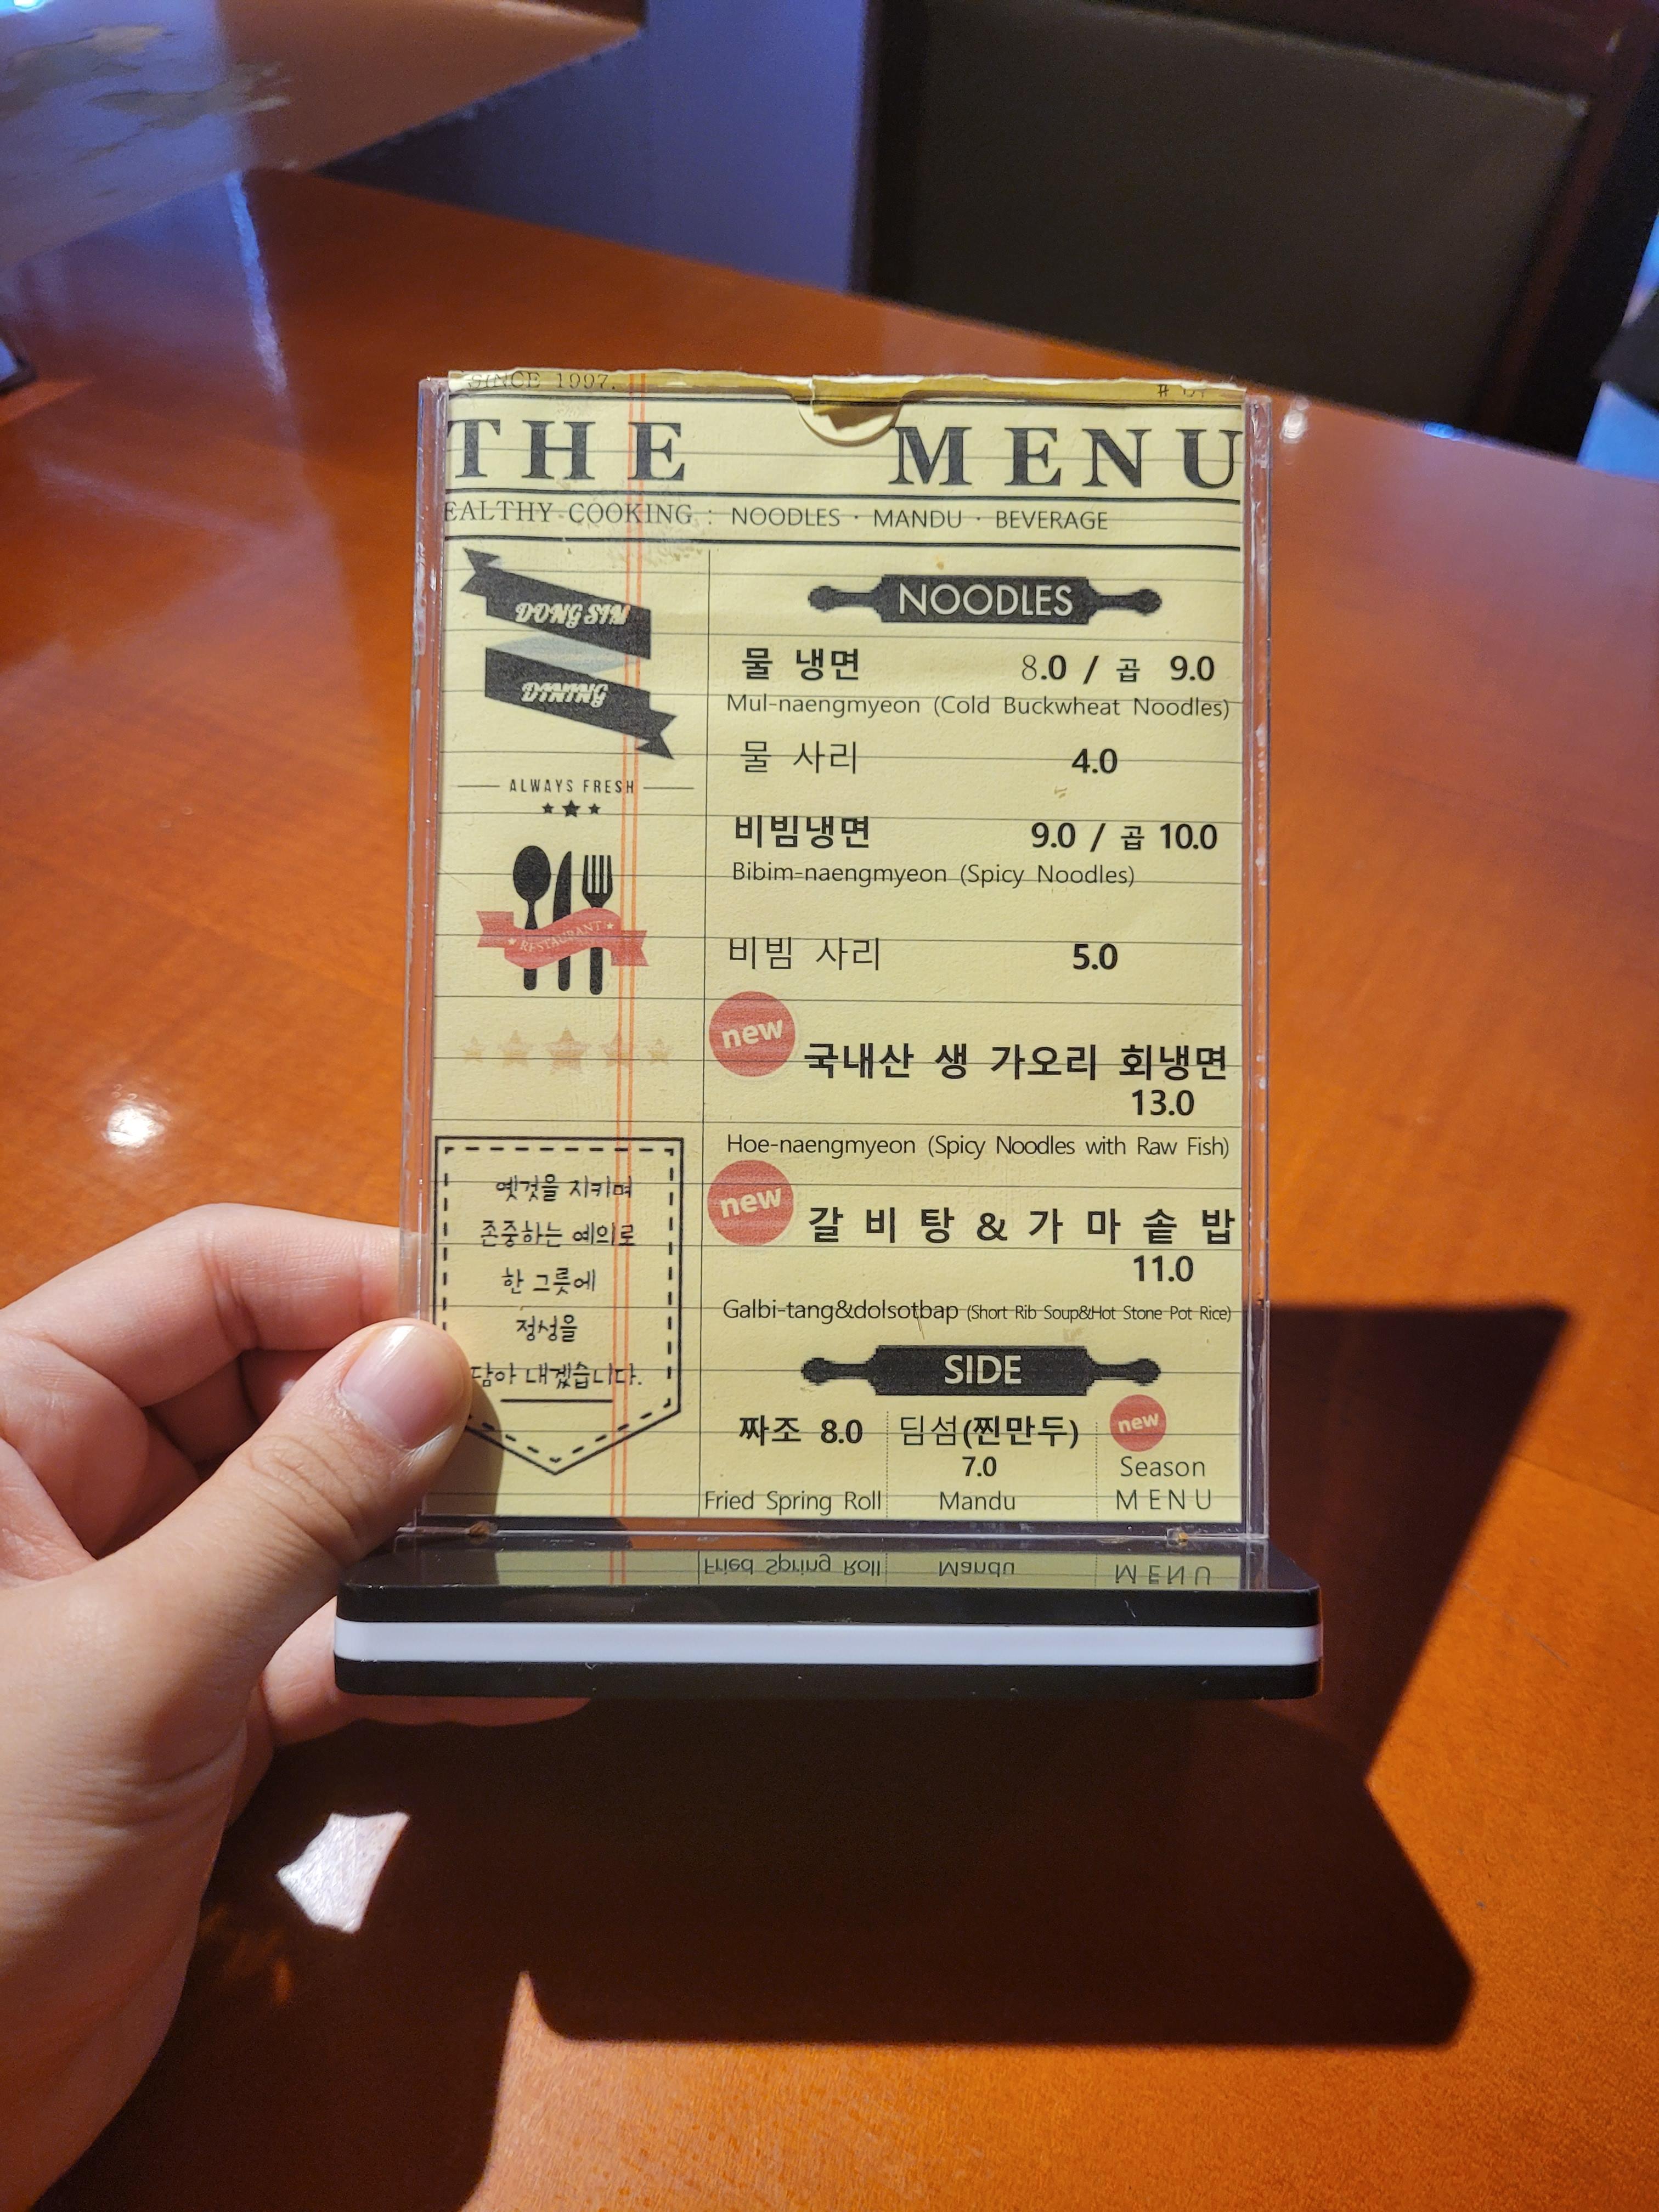 SINCE 1997.
THE MENU
EALTHY COOKING : NOODLES · MANDU · BEVERAGE
DONG SIN
DINING
ALWAYS FRESH
RESTAURANT
옛것을 지키며
존중하는 예의로
한 그릇에
정성을
담아 내겠습니다.
NOODLES
물 냉면 8.0 / 곱 9.0
Mul-naengmyeon (Cold Buckwheat Noodles)
물 사리 4.0
비빔냉면 9.0 / 곱 10.0
Bibim-naengmyeon (Spicy Noodles)
비빔 사리 5.0
new
국내산 생 가오리 회냉면
13.0
Hoe-naengmyeon (Spicy Noodles with Raw Fish)
new
갈 비 탕 & 가 마 솥 밥
11.0
Galbi-tang&dolsotbap (Short Rib Soup&Hot Stone Pot Rice)
SIDE
짜조 8.0
Fried Spring Roll
딤섬(찐만두)
7.0
Mandu
new
Season
MENU